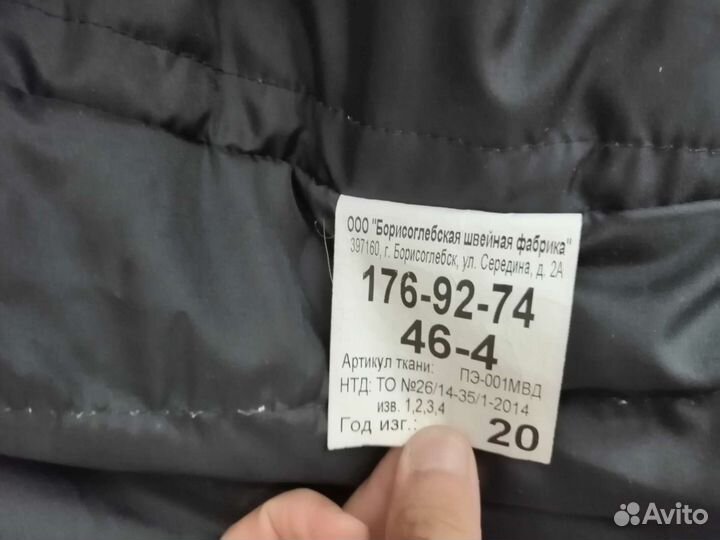 ООО "Борисоглебская швейная фабрика"
397160, г. Борисоглебск, ул. Середина, д. 2А
176-92-74
46-4
Артикул ткани: ПЭ-001МВД
НТД: ТО №26/14-35/1-2014
изв. 1,2,3,4
Год изг.: 20
Avito